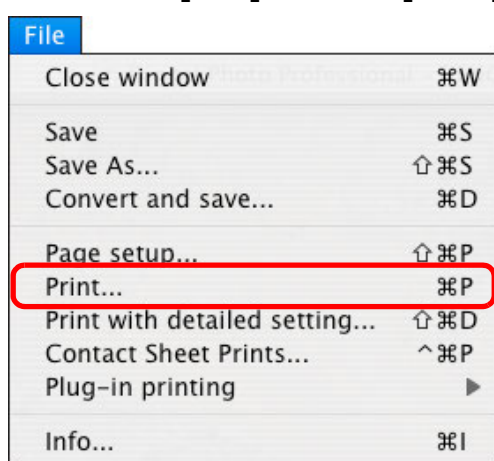 File
Close window ⌘W
Save ⌘S
Save As... ⇧⌘S
Convert and save... ⌘D
Page setup... ⇧⌘P
Print... ⌘P
Print with detailed setting... ⇧⌘D
Contact Sheet Prints... ^⌘P
Plug-in printing ▶
Info... ⌘I